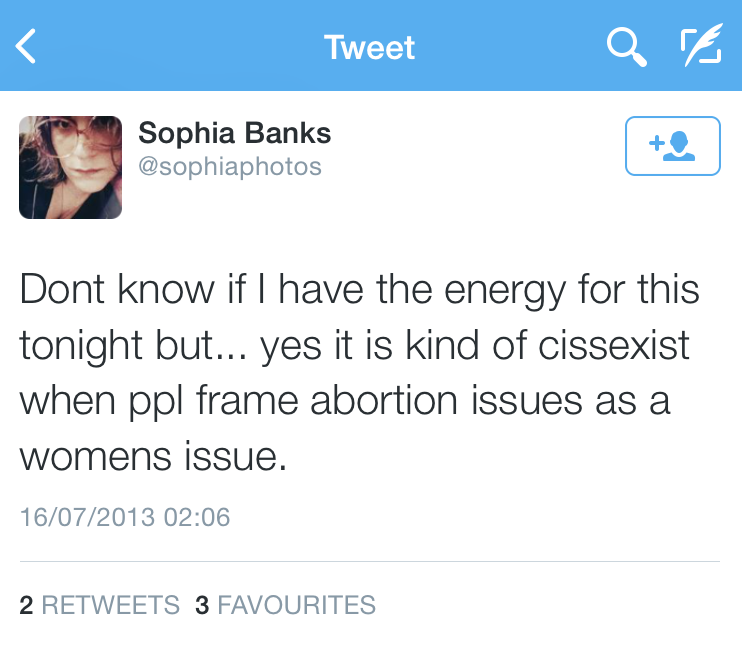 Tweet
Sophia Banks
@sophiaphotos
Dont know if I have the energy for this
tonight but... yes it is kind of cissexist
when ppl frame abortion issues as a
womens issue.
16/07/2013 02:06
2 RETWEETS 3 FAVOURITES